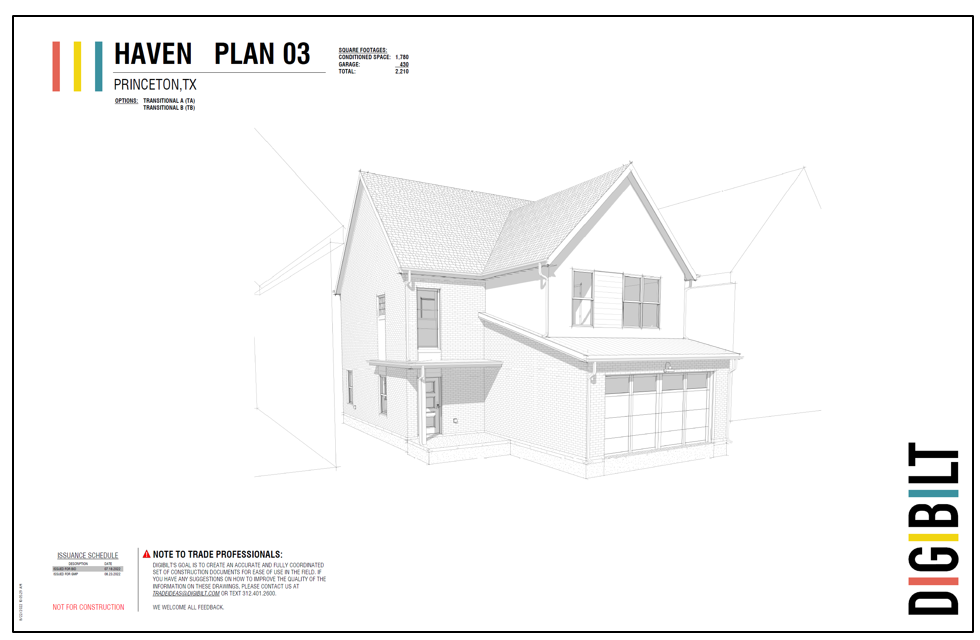 HAVEN PLAN 03
PRINCETON,TX
OPTIONS: TRANSITIONAL A (TA)
TRANSITIONAL B (TB)
SQUARE FOOTAGES:
CONDITIONED SPACE: 1,780
GARAGE: 430
TOTAL: 2,210
DIGIBILT
ISSUANCE SCHEDULE
DESCRIPTION DATE
ISSUED FOR BID
ISSUED FOR GMP
NOT FOR CONSTRUCTION
NOTE TO TRADE PROFESSIONALS:
DIGIBILT'S GOAL IS TO CREATE AN ACCURATE AND FULLY COORDINATED
SET OF CONSTRUCTION DOCUMENTS FOR EASE OF USE IN THE FIELD. IF
YOU HAVE ANY SUGGESTIONS ON HOW TO IMPROVE THE QUALITY OF THE
INFORMATION ON THESE DRAWINGS, PLEASE CONTACT US AT
TRADEIDEAS@DIGIBILT.COM OR TEXT 312.401.2600.
WE WELCOME ALL FEEDBACK.